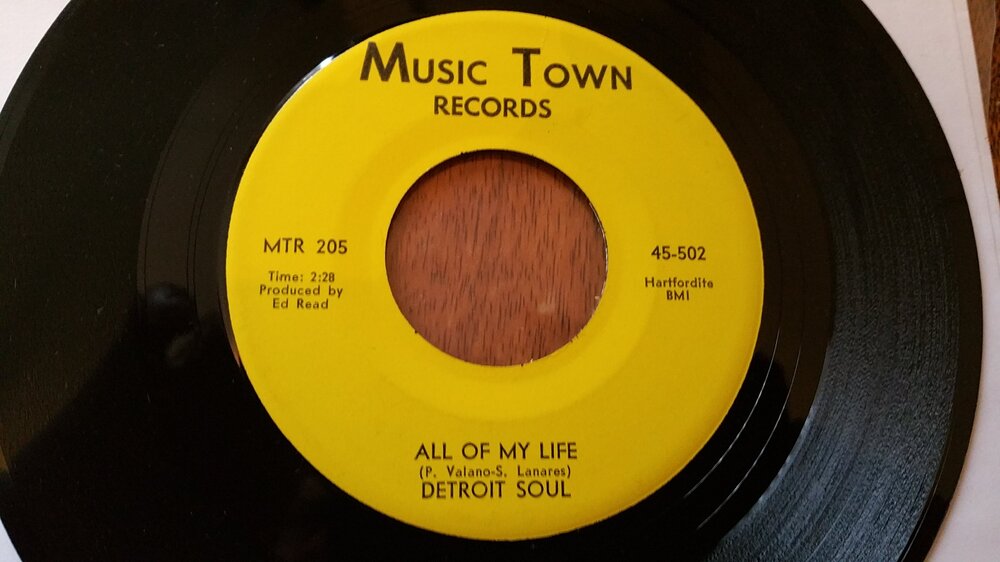 MUSIC TOWN
RECORDS
MTR 205
Time: 2:28
Produced by
Ed Read
45-502
Hartfordite
BMI
ALL OF MY LIFE
(P. Valano-S. Lanares)
DETROIT SOUL